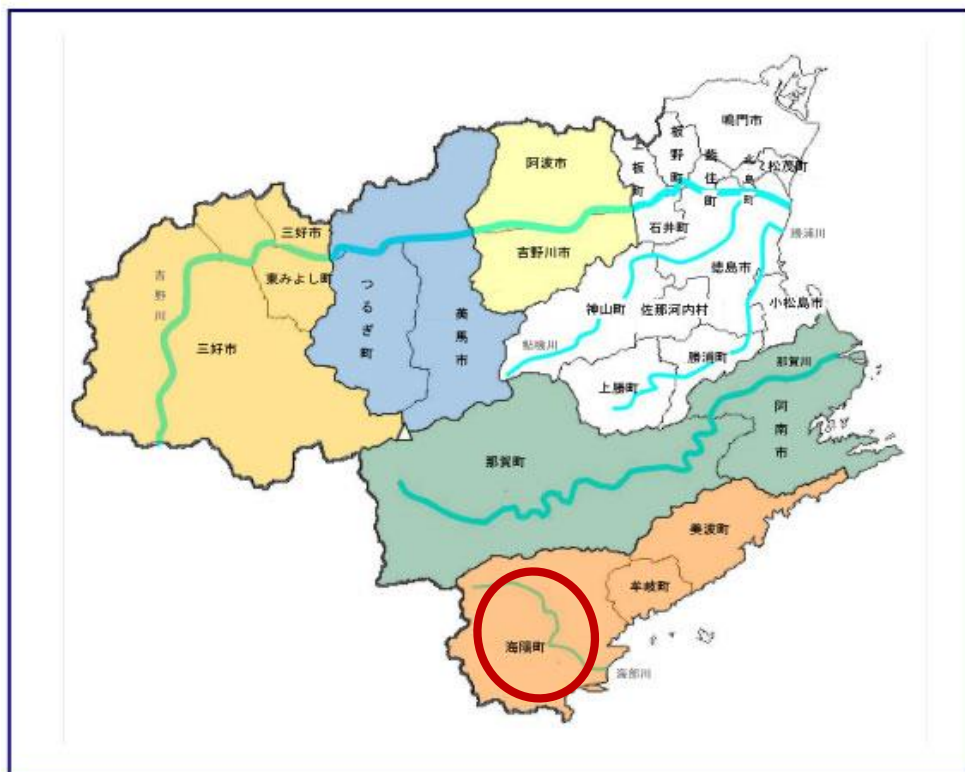 鳴門市
板野町
上板町
藍住町
北島町
松茂町
阿波市
石井町
勝浦川
三好市
吉野川市
徳島市
東みよし町
吉野川
つるぎ町
美馬市
神山町
佐那河内村
小松島市
三好市
鮎喰川
勝浦町
那賀川
上勝町
阿南市
那賀町
美波町
牟岐町
海陽町
海部川